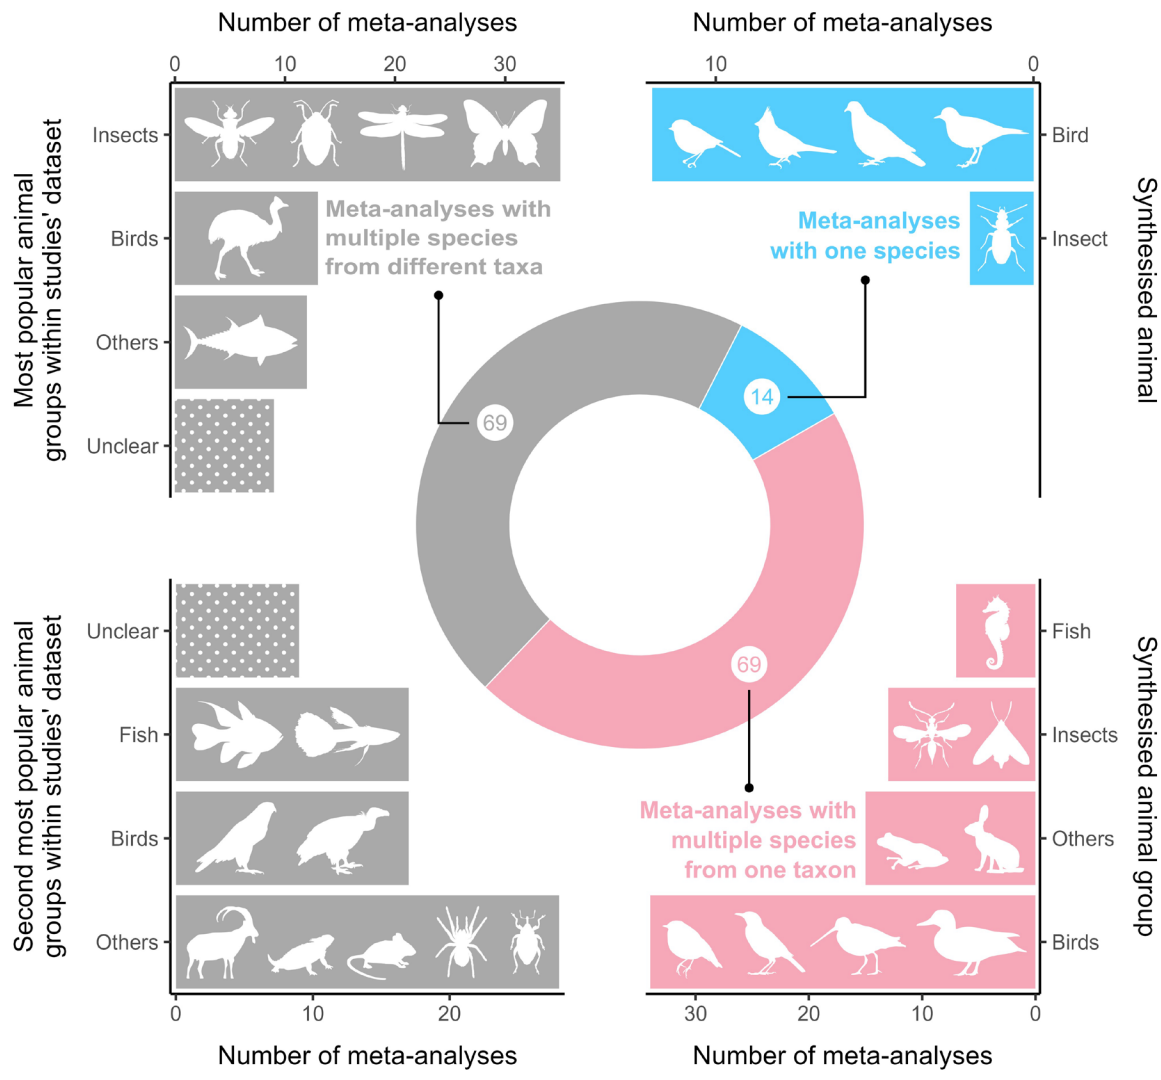 Number of meta-analyses
Number of meta-analyses
0 10 20 30
10 0
Most popular animal
groups within studies' dataset
Insects
Birds
Others
Unclear
Meta-analyses with
multiple species
from different taxa
Meta-analyses
with one species
Bird
Insect
Synthesised animal
69
14
69
Second most popular animal
groups within studies' dataset
Unclear
Fish
Birds
Others
Meta-analyses with
multiple species
from one taxon
Fish
Insects
Others
Birds
Synthesised animal group
0 10 20
30 20 10 0
Number of meta-analyses
Number of meta-analyses